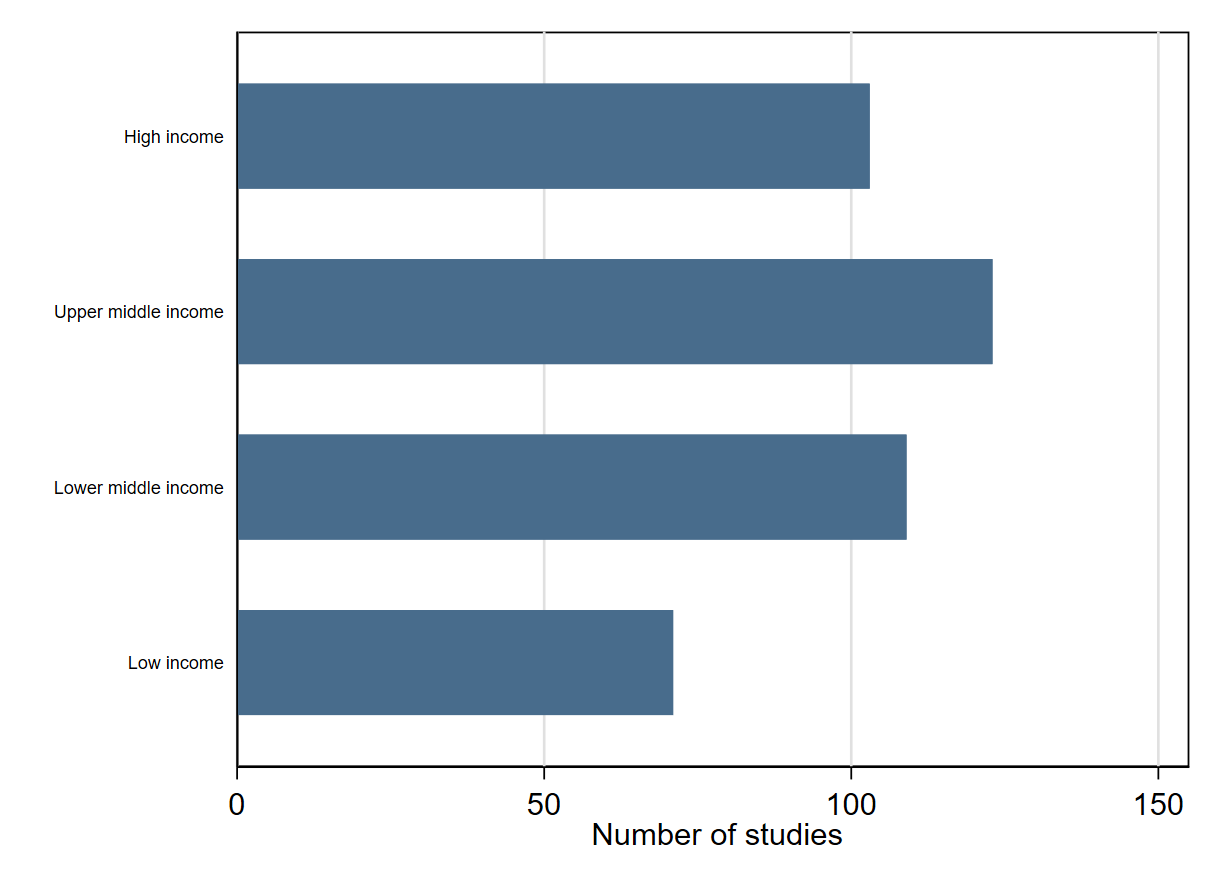 High income
Upper middle income
Lower middle income
Low income
0 50 100 150
Number of studies